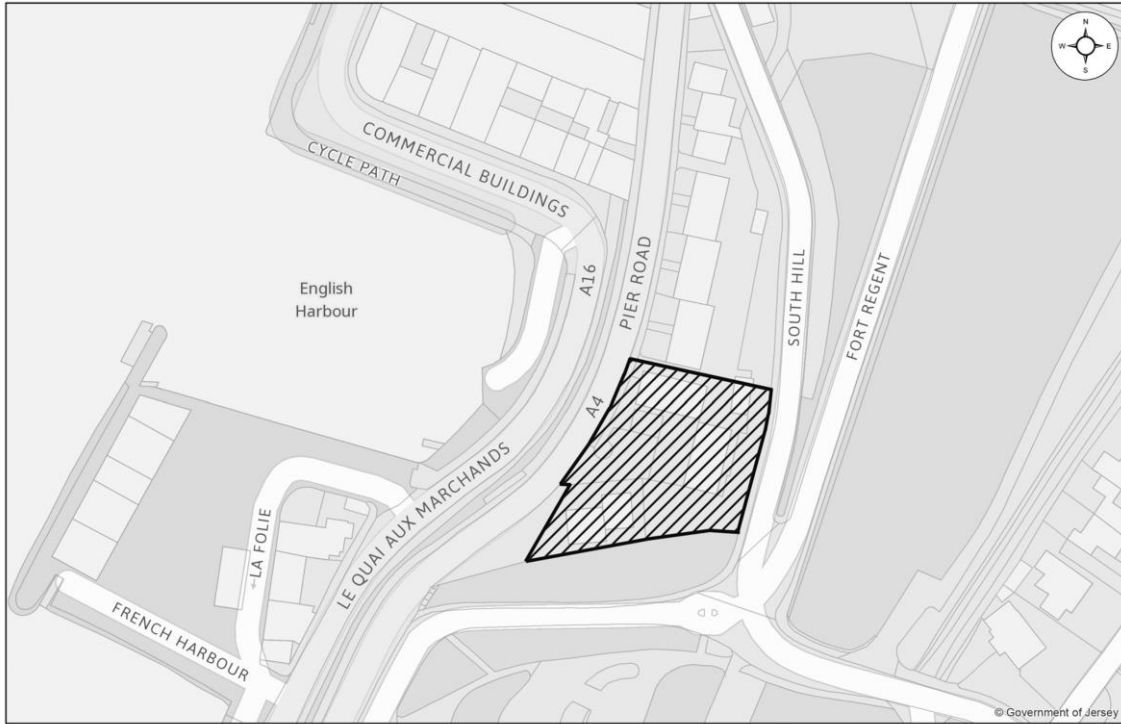 N
W E
S
COMMERCIAL BUILDINGS
CYCLE PATH
A16
PIER ROAD
SOUTH HILL
FORT REGENT
English
Harbour
A4
LE QUAI AUX MARCHANDS
LA FOLIE
FRENCH HARBOUR
© Government of Jersey